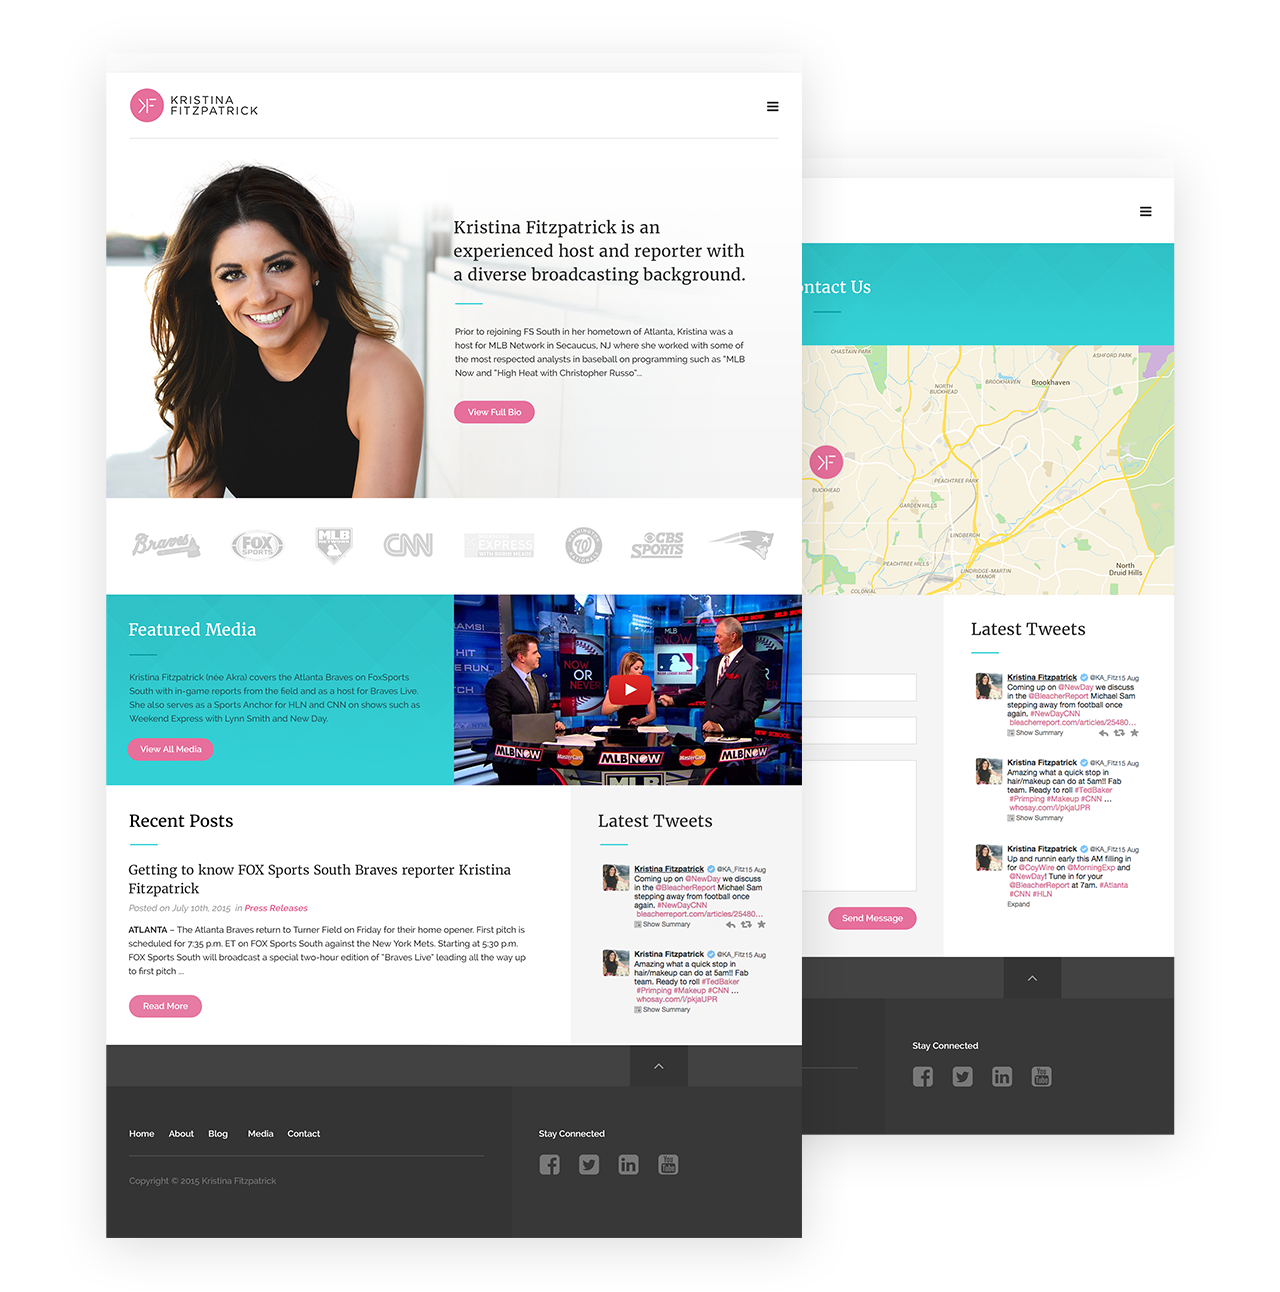 KF
KRISTINA
FITZPATRICK
Kristina Fitzpatrick is an
experienced host and reporter with
a diverse broadcasting background.
Prior to rejoining FS South in her hometown of Atlanta, Kristina was a
host for MLB Network in Secaucus, NJ where she worked with some of
the most respected analysts in baseball on programming such as "MLB
Now and "High Heat with Christopher Russo"...
View Full Bio
Braves
FOX
SPORTS
MLB
CNN
EXPRESS
WASHINGTON
W
NATIONALS
CBS
SPORTS
Featured Media
Kristina Fitzpatrick (née Akra) covers the Atlanta Braves on FoxSports
South with in-game reports from the field and as a host for Braves Live.
She also serves as a Sports Anchor for HLN and CNN on shows such as
Weekend Express with Lynn Smith and New Day.
View All Media
MLB
NOW
NOW
OR
NEVER
MLB NOW
MasterCard
MLB NOW
MasterCard
MLB NOW
MLB
Recent Posts
Getting to know FOX Sports South Braves reporter Kristina
Fitzpatrick
Posted on July 10th, 2015 in Press Releases
ATLANTA – The Atlanta Braves return to Turner Field on Friday for their home opener. First pitch is
scheduled for 7:35 p.m. ET on FOX Sports South against the New York Mets. Starting at 5:30 p.m.
FOX Sports South will broadcast a special two-hour edition of "Braves Live" leading all the way up
to first pitch ...
Read More
Latest Tweets
Kristina Fitzpatrick @KA_Fitz 15 Aug
Coming up on @NewDay we discuss
in the @BleacherReport Michael Sam
stepping away from football once
again. #NewDayCNN
bleacherreport.com/articles/25480...
Show Summary
Kristina Fitzpatrick @KA_Fitz 15 Aug
Amazing what a quick stop in
hair/makeup can do at 5am!! Fab
team. Ready to roll #TedBaker
#Primping #Makeup #CNN ...
whosay.com/l/pkjaUPR
Show Summary
Home About Blog Media Contact
Copyright © 2015 Kristina Fitzpatrick
Stay Connected
You
Tube
ntact Us
CHASTAIN PARK
ASHFORD PARK
NORTH
BUCKHEAD
BROOKHAVEN
Brookhaven
KF
BUCKHEAD
PEACHTREE PARK
GARDEN HILLS
LINDBERGH
PEACHTREE HILLS
LINDRIDGE-MARTIN
MANOR
North
Druid Hills
COLONIAL
Send Message
Latest Tweets
Kristina Fitzpatrick @KA_Fitz 15 Aug
Coming up on @NewDay we discuss
in the @BleacherReport Michael Sam
stepping away from football once
again. #NewDayCNN
bleacherreport.com/articles/25480...
Show Summary
Kristina Fitzpatrick @KA_Fitz 15 Aug
Amazing what a quick stop in
hair/makeup can do at 5am!! Fab
team. Ready to roll #TedBaker
#Primping #Makeup #CNN ...
whosay.com/l/pkjaUPR
Show Summary
Kristina Fitzpatrick @KA_Fitz 15 Aug
Up and runnin early this AM filling in
for @CoyWire on @MorningExp and
@NewDay! Tune in for your
@BleacherReport at 7am. #Atlanta
#CNN #HLN
Expand
Stay Connected
You
Tube